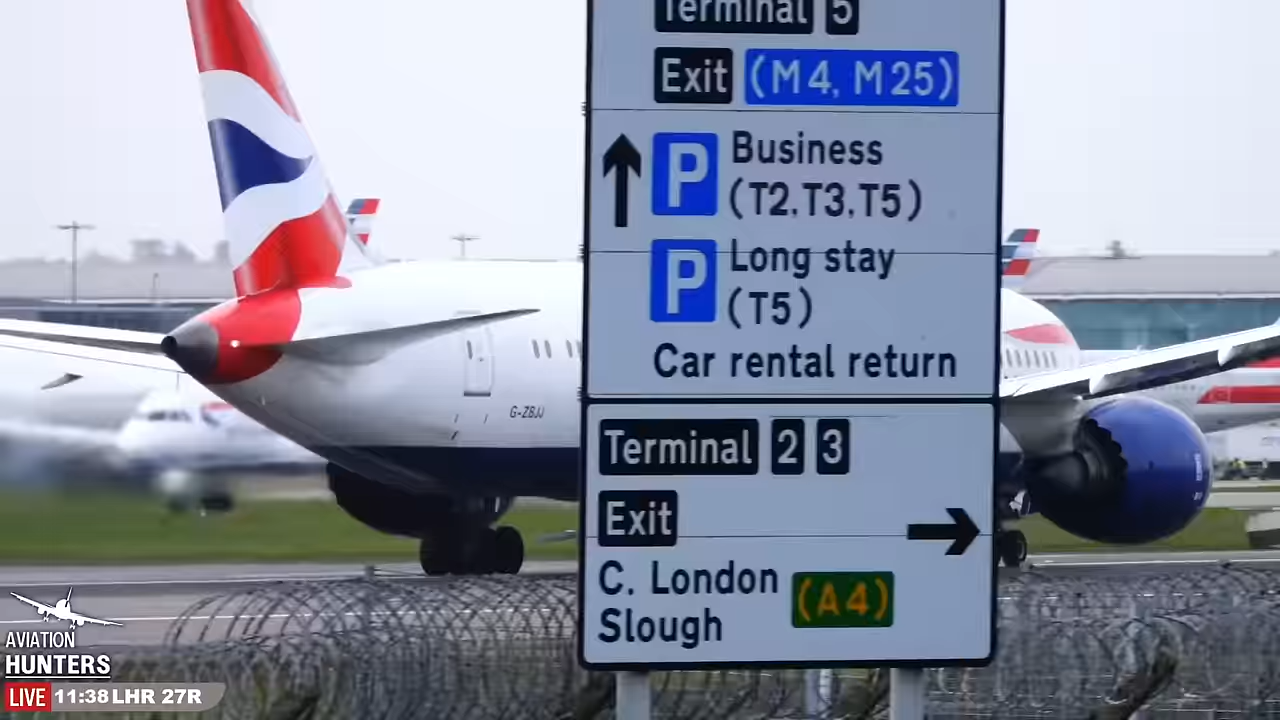 Terminal 5
Exit (M4, M25)
P Business
(T2, T3, T5)
P Long stay
(T5)
Car rental return
G-ZBJJ
Terminal 2 3
Exit
C. London
Slough (A4)
AVIATION
HUNTERS
LIVE 11:38 LHR 27R